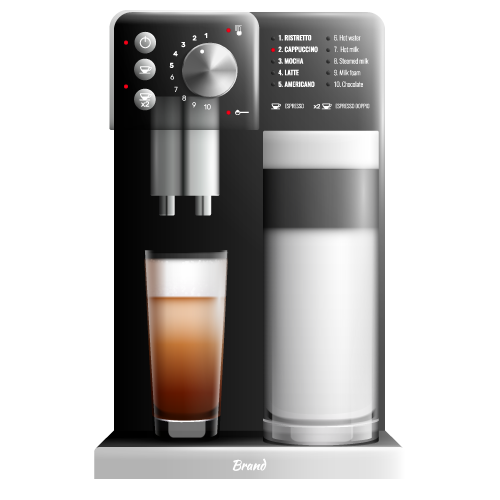 1. RISTRETTO
2. CAPPUCCINO
3. MOCHA
4. LATTE
5. AMERICANO
6. Hot water
7. Hot milk
8. Steamed milk
9. Milk foam
10. Chocolate
ESPRESSO
x2 ESPRESSO DOPPIO
1
2
3
4
5
6
7
8
9
10
x2
Brand